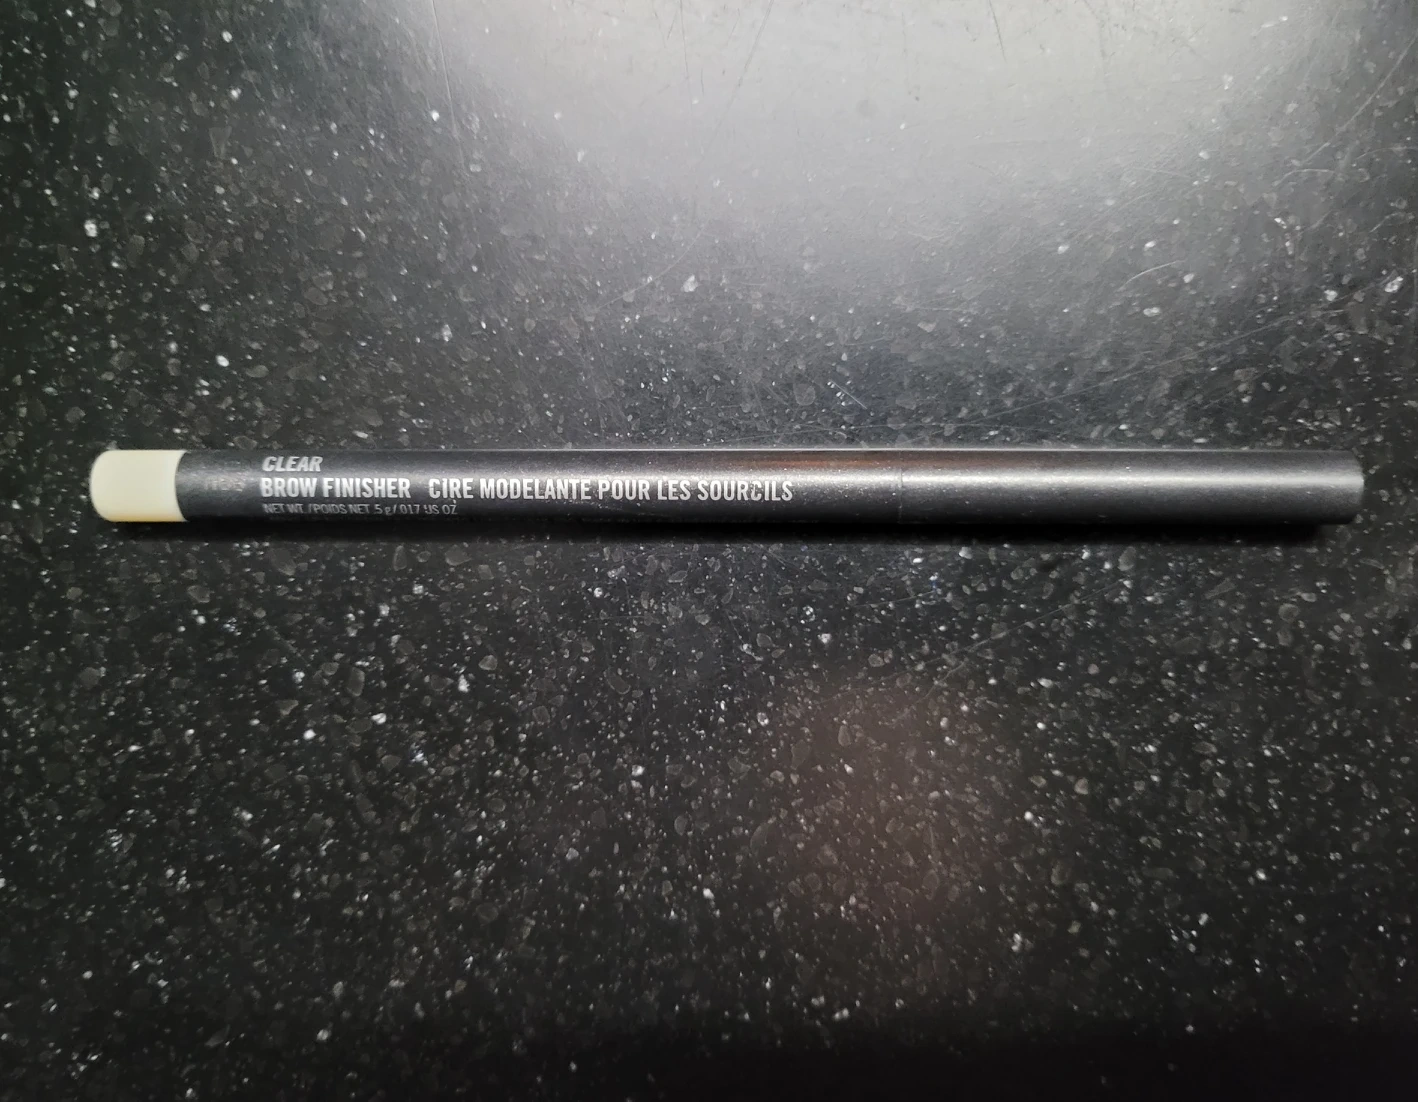 CLEAR
BROW FINISHER CIRE MODELANTE POUR LES SOURCILS
NET WT./POIDS NET .5 g/.017 US OZ